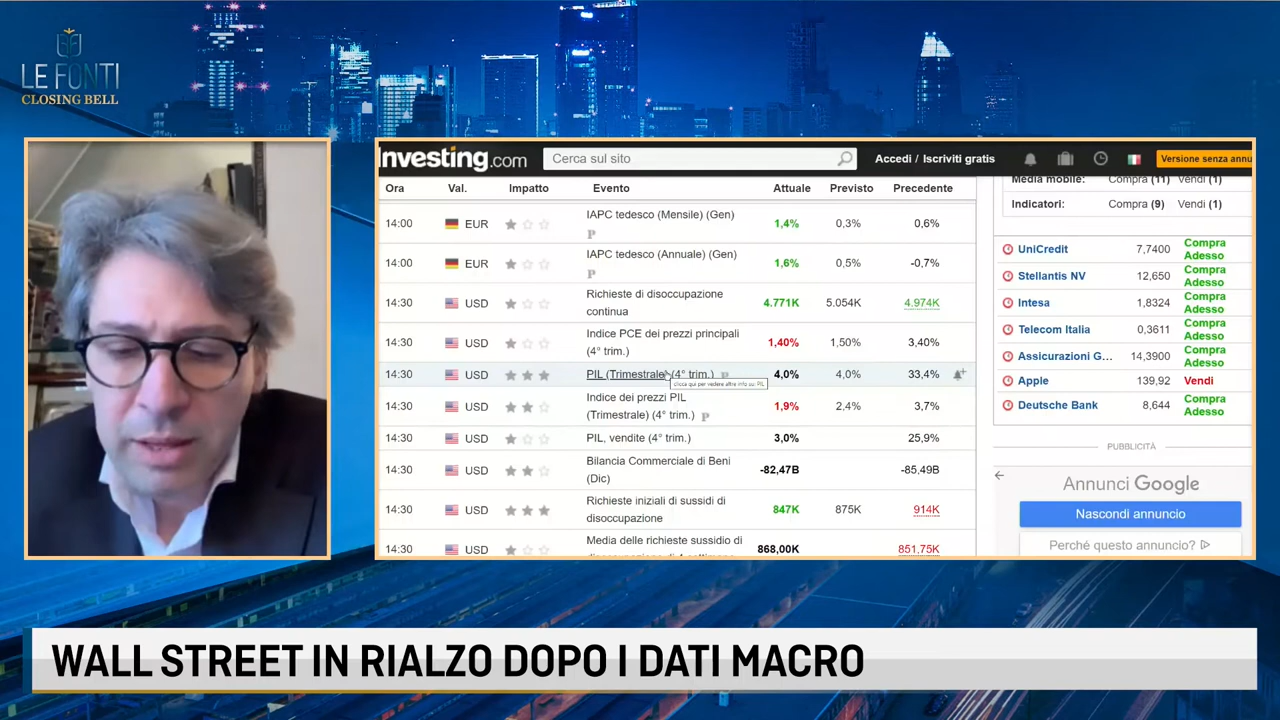 LE FONTI
CLOSING BELL
Investing.com
Cerca sul sito
Accedi / Iscriviti gratis
Versione senza annu
Ora Val. Impatto Evento Attuale Previsto Precedente
14:00 EUR IAPC tedesco (Mensile) (Gen) 1,4% 0,3% 0,6%
P
14:00 EUR IAPC tedesco (Annuale) (Gen) 1,6% 0,5% -0,7%
P
14:30 USD Richieste di disoccupazione
continua 4.771K 5.054K 4.974K
14:30 USD Indice PCE dei prezzi principali
(4° trim.) 1,40% 1,50% 3,40%
14:30 USD PIL (Trimestrale) (4° trim.) P 4,0% 4,0% 33,4%
clicca qui per vedere altre info su: PIL
14:30 USD Indice dei prezzi PIL
(Trimestrale) (4° trim.) P 1,9% 2,4% 3,7%
14:30 USD PIL, vendite (4° trim.) 3,0% 25,9%
14:30 USD Bilancia Commerciale di Beni
(Dic) -82,47B -85,49B
14:30 USD Richieste iniziali di sussidi di
disoccupazione 847K 875K 914K
14:30 USD Media delle richieste sussidio di 868,00K 851,75K
Media mobile: Compra (11) Vendi (1)
Indicatori: Compra (9) Vendi (1)
UniCredit 7,7400 Compra
Adesso
Stellantis NV 12,650 Compra
Adesso
Intesa 1,8324 Compra
Adesso
Telecom Italia 0,3611 Compra
Adesso
Assicurazioni G... 14,3900 Compra
Adesso
Apple 139,92 Vendi
Deutsche Bank 8,644 Compra
Adesso
PUBBLICITÀ
Annunci Google
Nascondi annuncio
Perché questo annuncio?
WALL STREET IN RIALZO DOPO I DATI MACRO